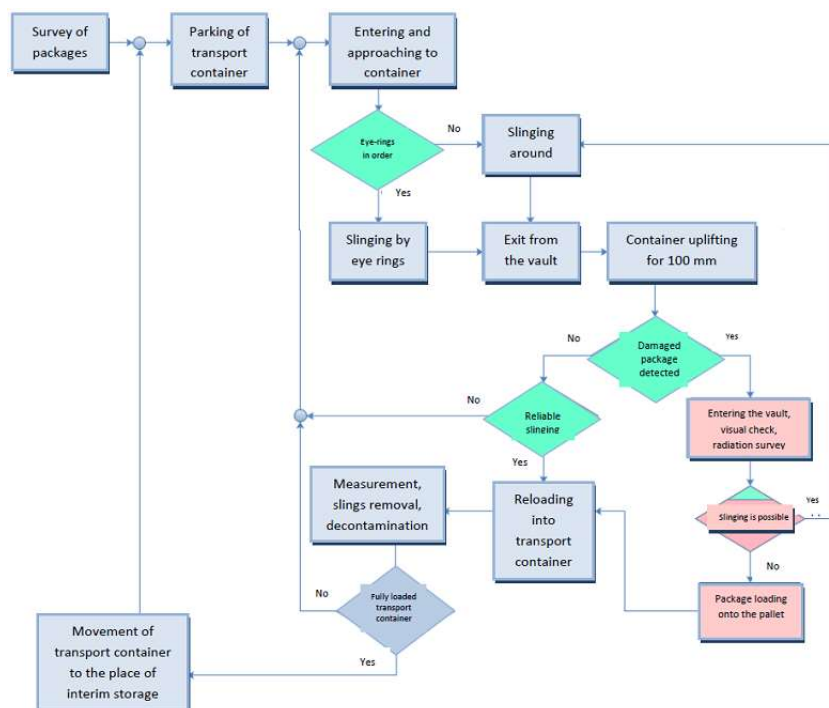 Survey of
packages
Parking of
transport
container
Entering and
approaching to
container
Eye-rings
in order
No
Slinging
around
Yes
Slinging by
eye rings
Exit from
the vault
Container uplifting
for 100 mm
Damaged
package
detected
No
Yes
Reliable
slinging
No
Yes
Entering the vault,
visual check,
radiation survey
Slinging is possible
Yes
No
Package loading
onto the pallet
Reloading
into
transport
container
Measurement,
slings removal,
decontamination
Fully loaded
transport
container
No
Yes
Movement of
transport container
to the place of
interim storage